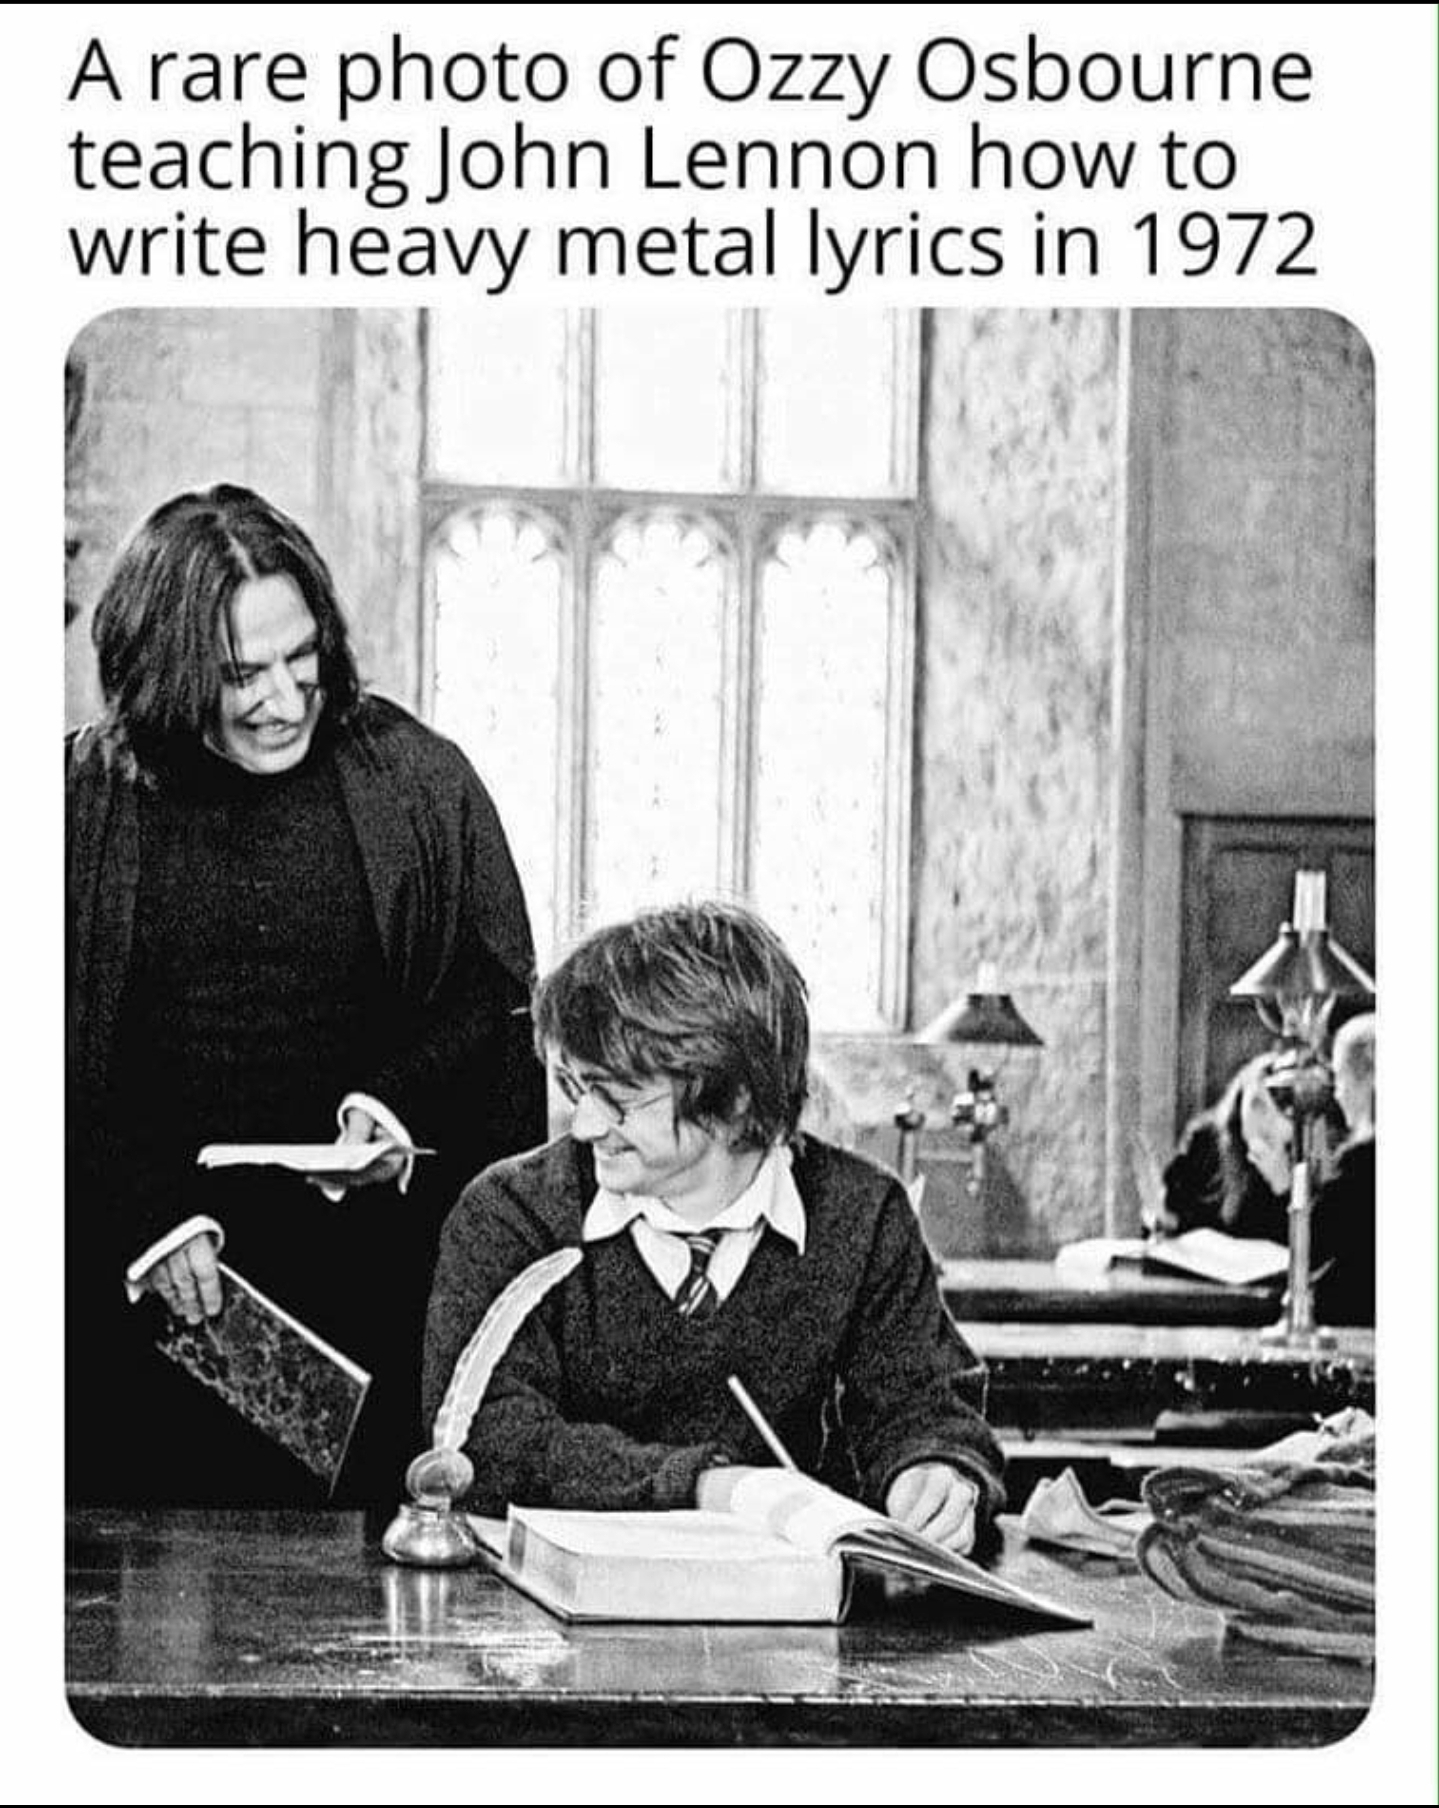 A rare photo of Ozzy Osbourne
teaching John Lennon how to
write heavy metal lyrics in 1972